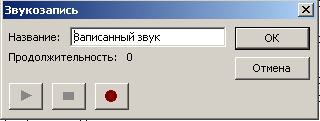 Звукозапись
Название: Записанный звук
OK
Продолжительность: 0
Отмена